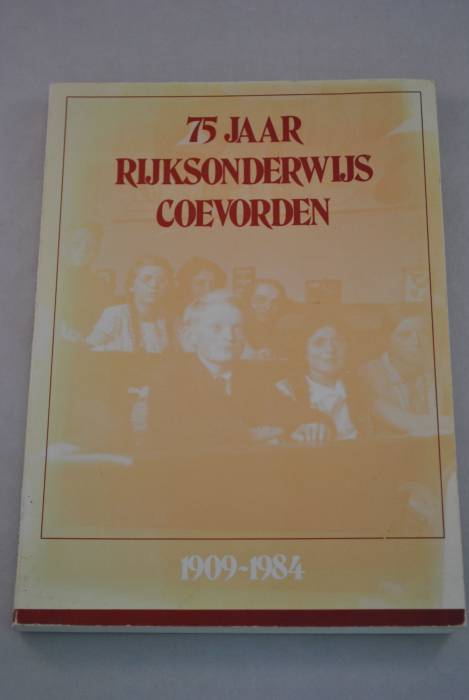 75 JAAR
RIJKSONDERWIJS
COEVORDEN
1909-1984